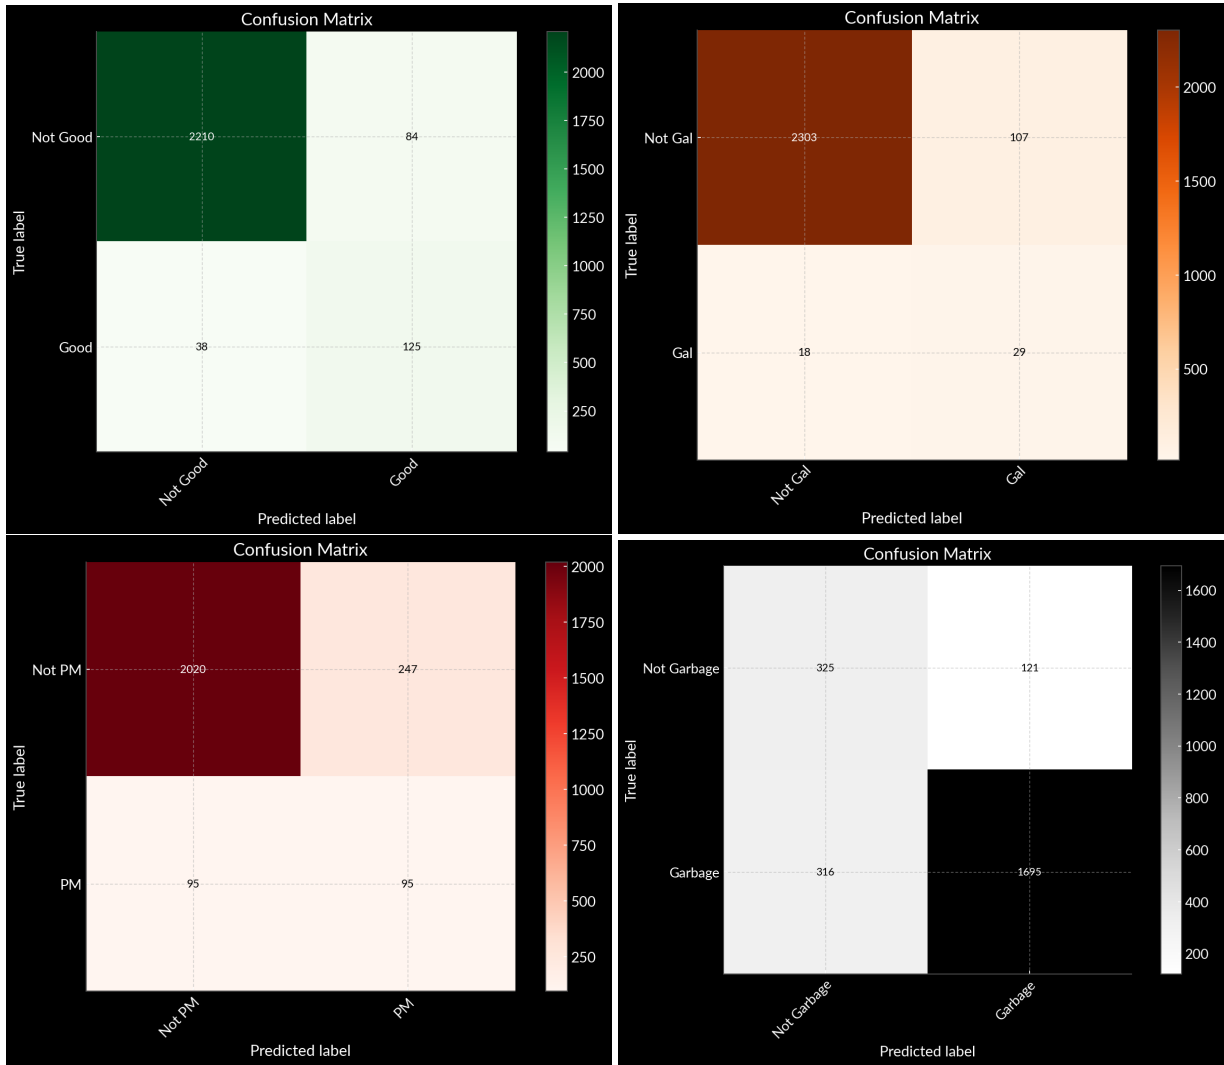 Confusion Matrix
Not Good
2210
84
Good
38
125
True label
Not Good
Good
Predicted label
2000
1750
1500
1250
1000
750
500
250
Confusion Matrix
Not Gal
2303
107
Gal
18
29
True label
Not Gal
Gal
Predicted label
2000
1500
1000
500
Confusion Matrix
Not PM
2020
247
PM
95
95
True label
Not PM
PM
Predicted label
2000
1750
1500
1250
1000
750
500
250
Confusion Matrix
Not Garbage
325
121
Garbage
316
1695
True label
Not Garbage
Garbage
Predicted label
1600
1400
1200
1000
800
600
400
200